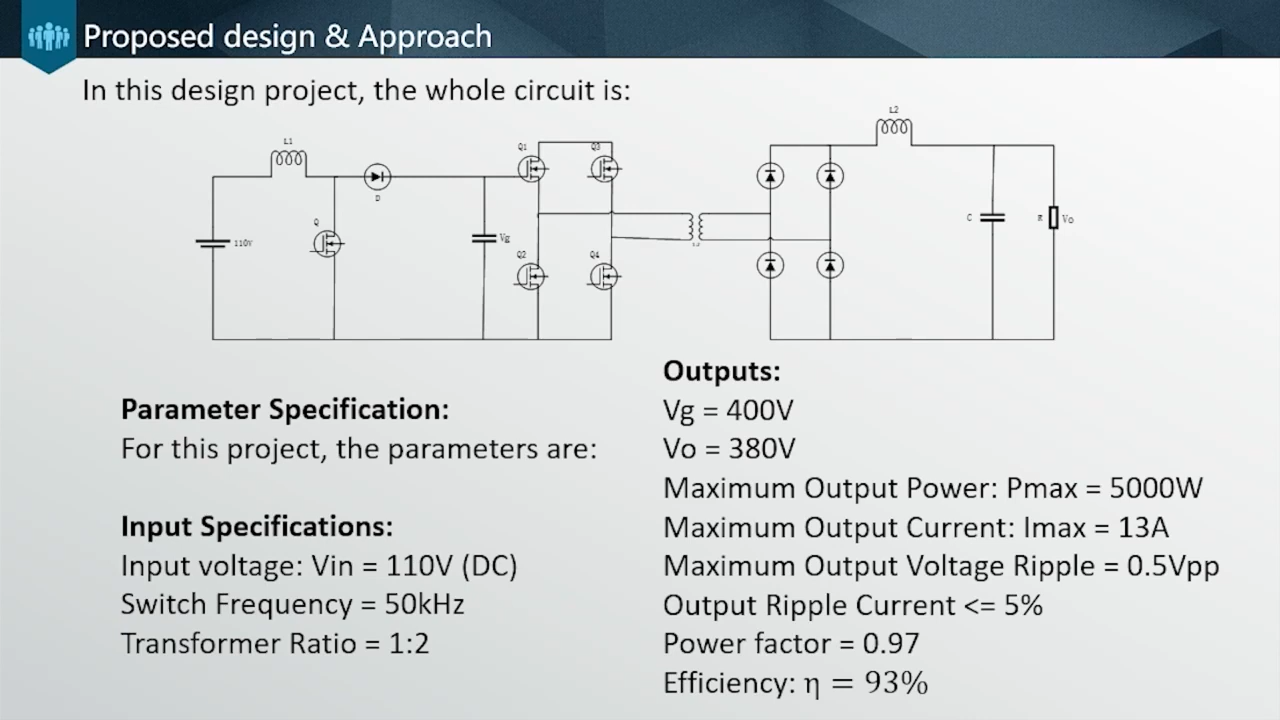 Proposed design & Approach
In this design project, the whole circuit is:
L1
D
Q
110V
Vg
Q1
Q3
Q2
Q4
L2
C
R
Vo
Parameter Specification:
For this project, the parameters are:
Input Specifications:
Input voltage: Vin = 110V (DC)
Switch Frequency = 50kHz
Transformer Ratio = 1:2
Outputs:
Vg = 400V
Vo = 380V
Maximum Output Power: Pmax = 5000W
Maximum Output Current: Imax = 13A
Maximum Output Voltage Ripple = 0.5Vpp
Output Ripple Current <= 5%
Power factor = 0.97
Efficiency: η = 93%